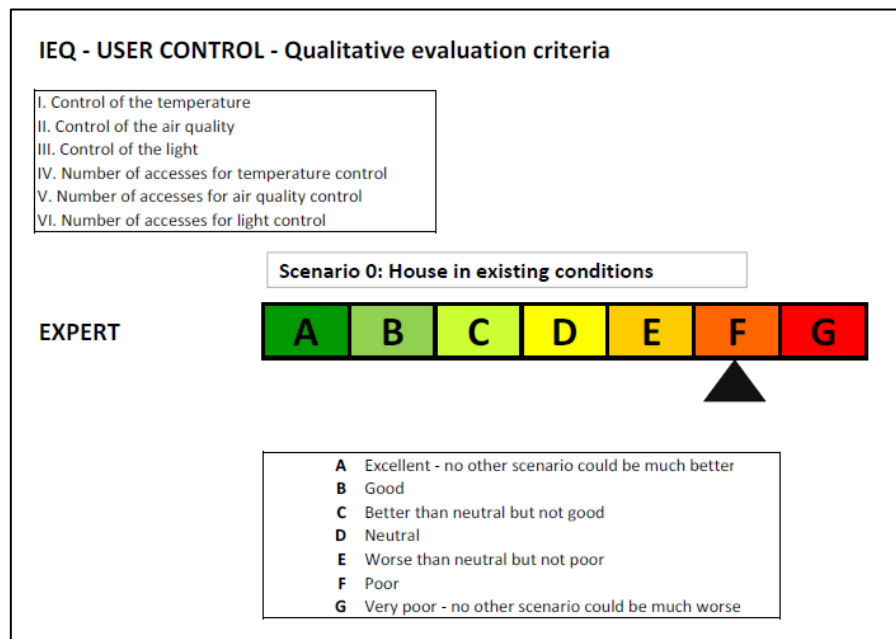 IEQ - USER CONTROL - Qualitative evaluation criteria
I. Control of the temperature
II. Control of the air quality
III. Control of the light
IV. Number of accesses for temperature control
V. Number of accesses for air quality control
VI. Number of accesses for light control
Scenario 0: House in existing conditions
EXPERT
A B C D E F G
A Excellent - no other scenario could be much better
B Good
C Better than neutral but not good
D Neutral
E Worse than neutral but not poor
F Poor
G Very poor - no other scenario could be much worse